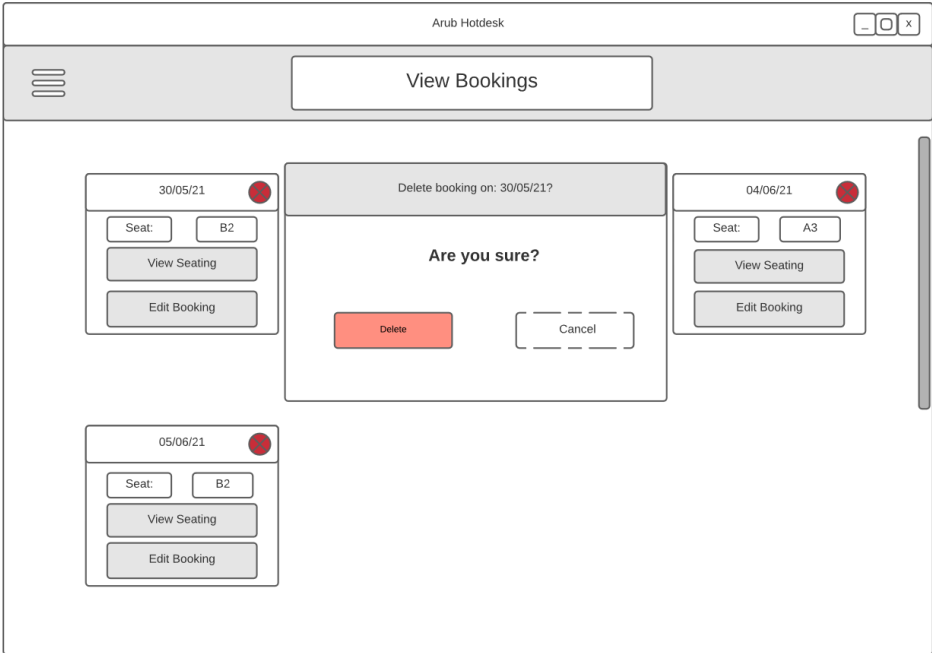 Arub Hotdesk
_
x
View Bookings
30/05/21
Seat:
B2
View Seating
Edit Booking
Delete booking on: 30/05/21?
Are you sure?
Delete
Cancel
04/06/21
Seat:
A3
View Seating
Edit Booking
05/06/21
Seat:
B2
View Seating
Edit Booking